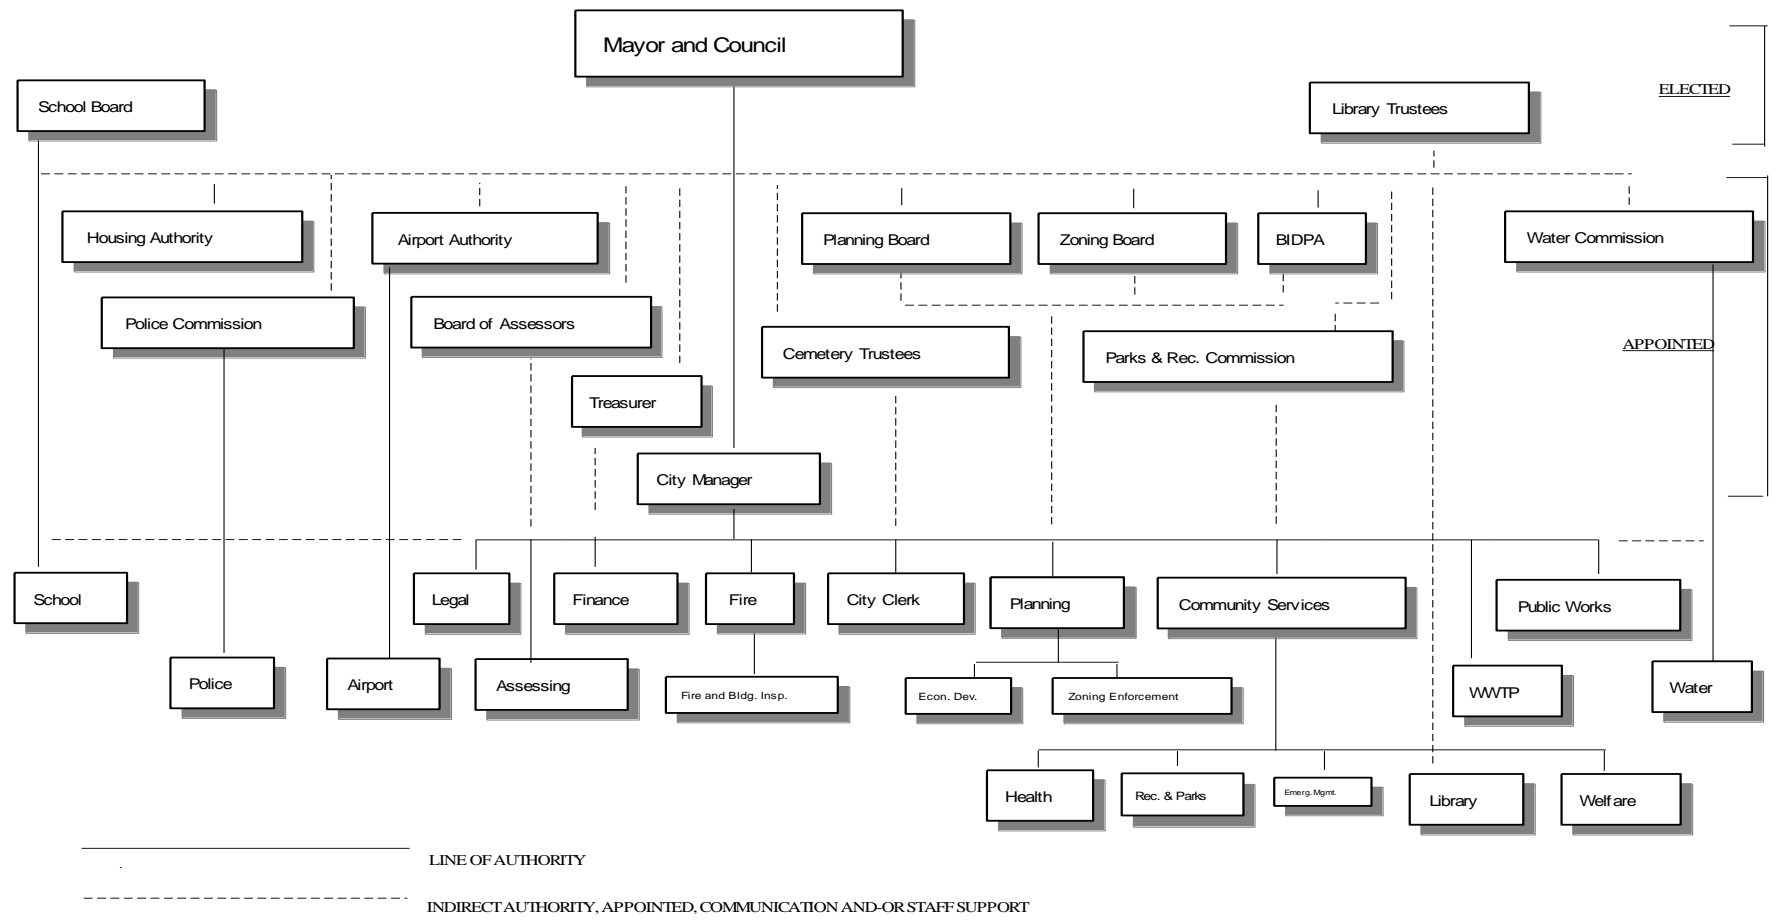 Mayor and Council
School Board
Library Trustees
ELECTED
Housing Authority
Airport Authority
Planning Board
Zoning Board
BIDPA
Water Commission
Police Commission
Board of Assessors
Cemetery Trustees
Parks & Rec. Commission
APPOINTED
Treasurer
City Manager
School
Legal
Finance
Fire
City Clerk
Planning
Community Services
Public Works
Police
Airport
Assessing
Fire and Bldg. Insp.
Econ. Dev.
Zoning Enforcement
WWTP
Water
Health
Rec. & Parks
Emerg. Mgmt.
Library
Welfare
LINE OF AUTHORITY
INDIRECT AUTHORITY, APPOINTED, COMMUNICATION AND-OR STAFF SUPPORT